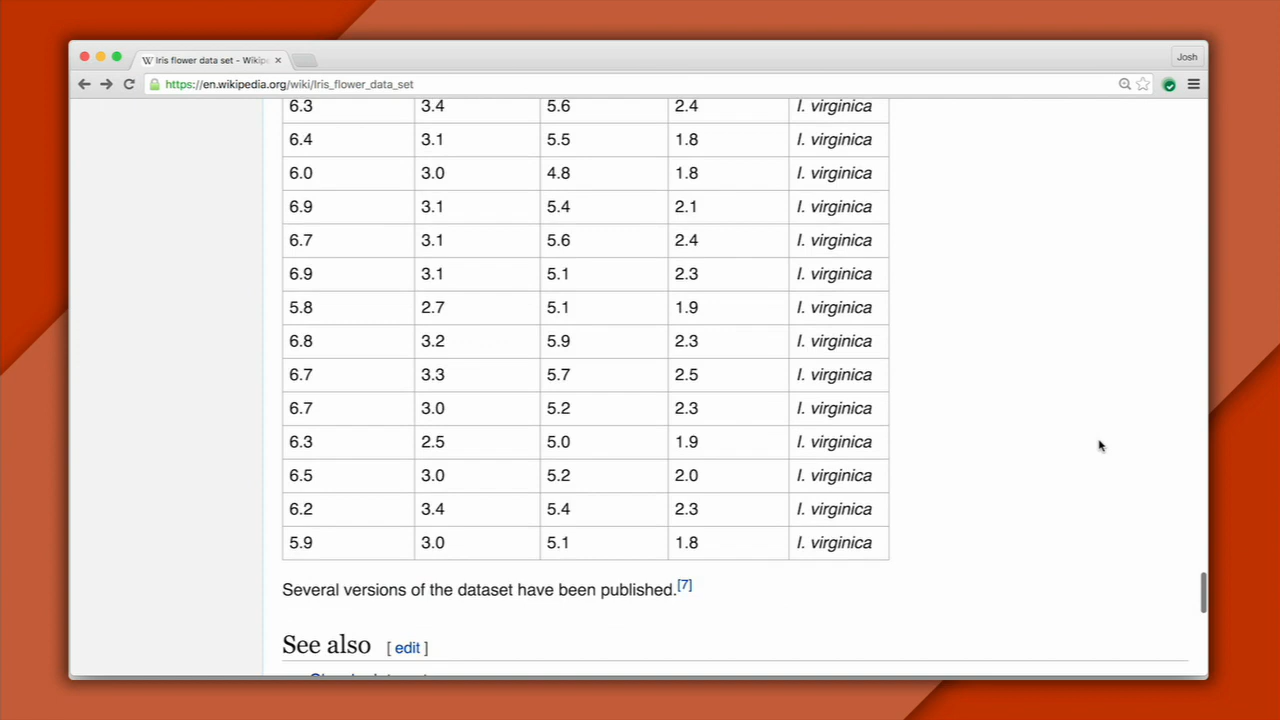 Iris flower data set - Wikip
Josh
https://en.wikipedia.org/wiki/Iris_flower_data_set
6.3 3.4 5.6 2.4 I. virginica
6.4 3.1 5.5 1.8 I. virginica
6.0 3.0 4.8 1.8 I. virginica
6.9 3.1 5.4 2.1 I. virginica
6.7 3.1 5.6 2.4 I. virginica
6.9 3.1 5.1 2.3 I. virginica
5.8 2.7 5.1 1.9 I. virginica
6.8 3.2 5.9 2.3 I. virginica
6.7 3.3 5.7 2.5 I. virginica
6.7 3.0 5.2 2.3 I. virginica
6.3 2.5 5.0 1.9 I. virginica
6.5 3.0 5.2 2.0 I. virginica
6.2 3.4 5.4 2.3 I. virginica
5.9 3.0 5.1 1.8 I. virginica
Several versions of the dataset have been published.[7]
See also [ edit ]